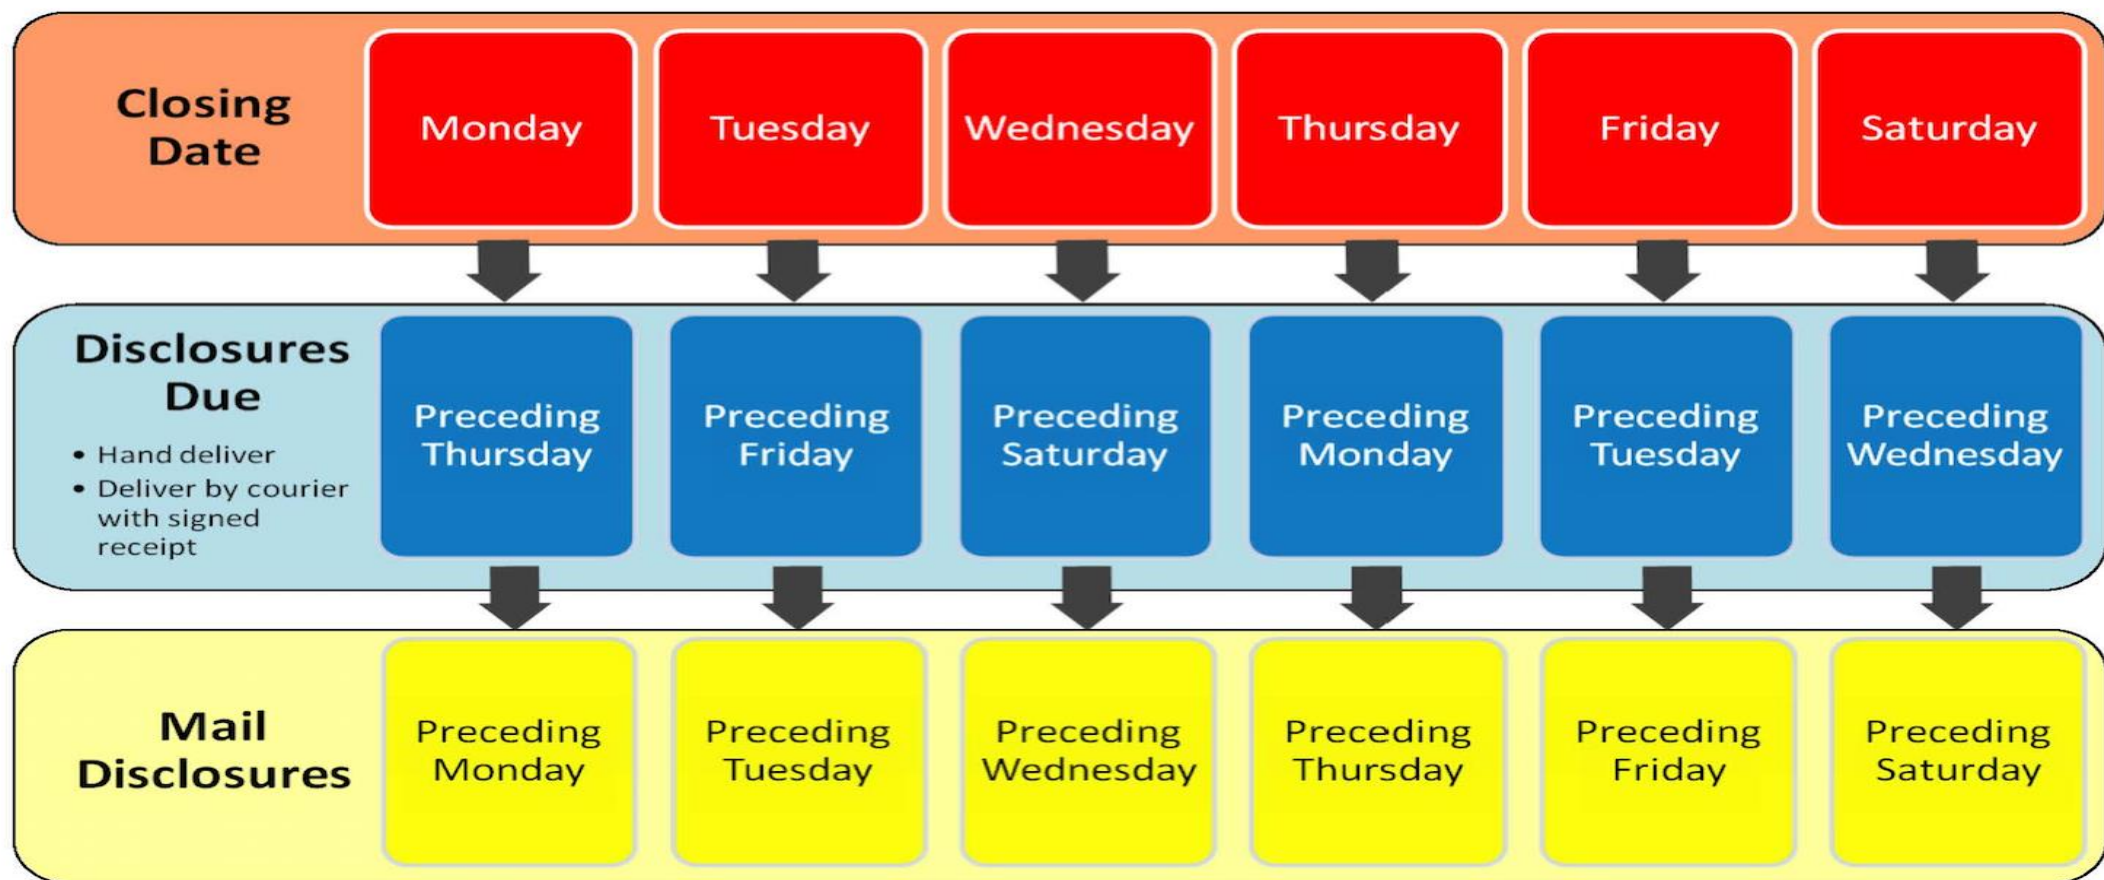 Closing
Date
Monday
Tuesday
Wednesday
Thursday
Friday
Saturday
Disclosures
Due
• Hand deliver
• Deliver by courier
with signed
receipt
Preceding
Thursday
Preceding
Friday
Preceding
Saturday
Preceding
Monday
Preceding
Tuesday
Preceding
Wednesday
Mail
Disclosures
Preceding
Monday
Preceding
Tuesday
Preceding
Wednesday
Preceding
Thursday
Preceding
Friday
Preceding
Saturday